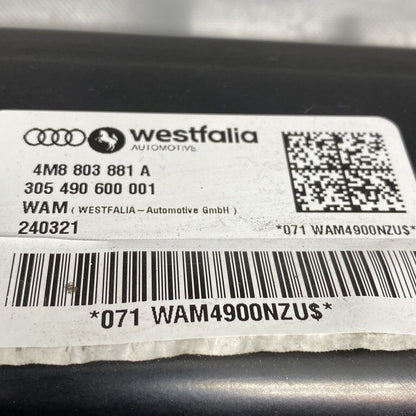 westfalia
AUTOMOTIVE
4M8 803 881 A
305 490 600 001
WAM ( WESTFALIA–Automotive GmbH )
240321
*071 WAM4900NZU$*
*071 WAM4900NZU$*